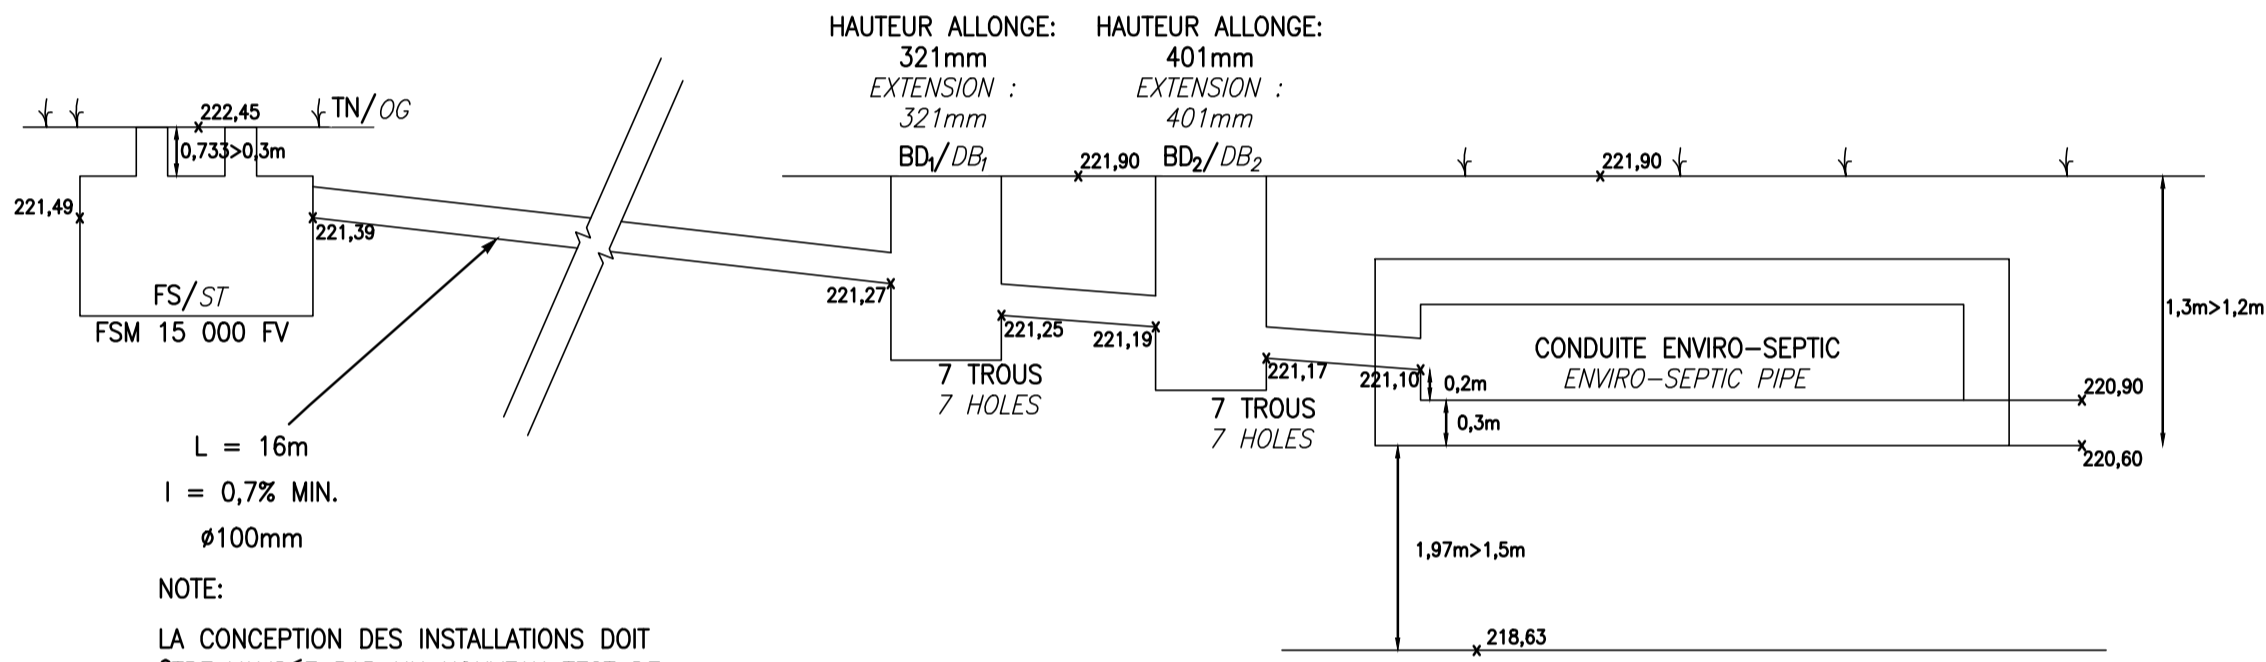 HAUTEUR ALLONGE:
321mm
EXTENSION :
321mm
BD1/DB1
HAUTEUR ALLONGE:
401mm
EXTENSION :
401mm
BD2/DB2
222,45
TN/OG
0,733>0,3m
221,49
221,39
FS/ST
FSM 15 000 FV
221,90
221,90
221,27
221,25
221,19
221,17
221,10
7 TROUS
7 HOLES
7 TROUS
7 HOLES
CONDUITE ENVIRO-SEPTIC
ENVIRO-SEPTIC PIPE
0,2m
0,3m
1,3m>1,2m
220,90
220,60
1,97m>1,5m
218,63
L = 16m
I = 0,7% MIN.
ø100mm
NOTE:
LA CONCEPTION DES INSTALLATIONS DOIT